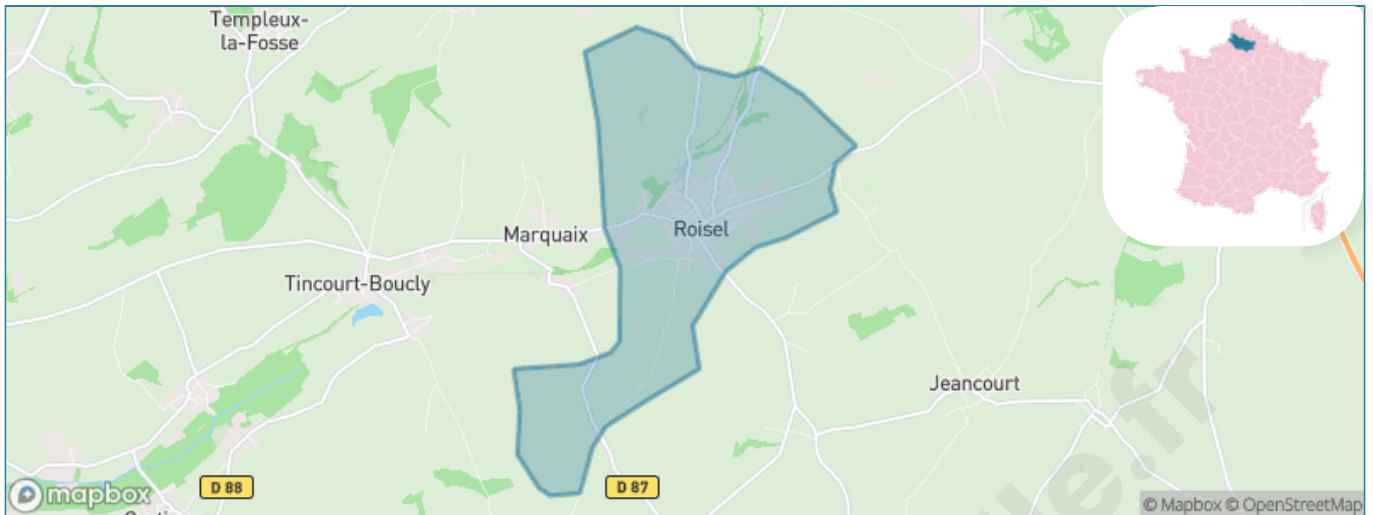 Templeux-
la-Fosse
Marquaix
Roisel
Tincourt-Boucly
Jeancourt
D 88
D 87
mapbox
© Mapbox © OpenStreetMap